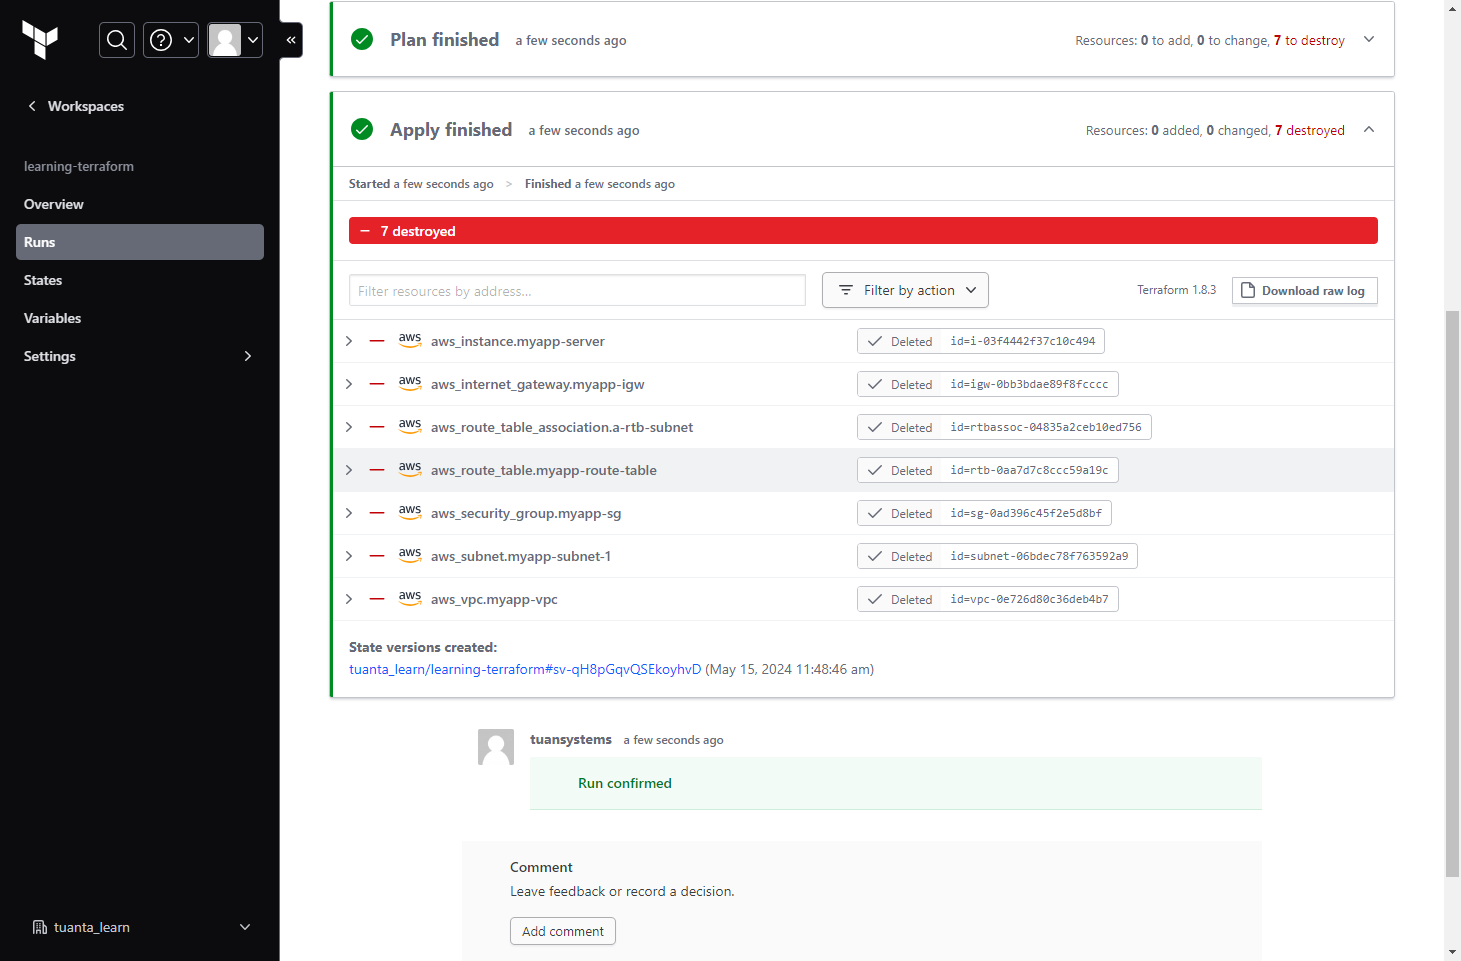 Workspaces
learning-terraform
Overview
Runs
States
Variables
Settings
tuanta_learn
Plan finished a few seconds ago Resources: 0 to add, 0 to change, 7 to destroy
Apply finished a few seconds ago Resources: 0 added, 0 changed, 7 destroyed
Started a few seconds ago > Finished a few seconds ago
7 destroyed
Filter resources by address... Filter by action Terraform 1.8.3 Download raw log
aws aws_instance.myapp-server Deleted id=i-03f4442f37c10c494
aws aws_internet_gateway.myapp-igw Deleted id=igw-0bb3bdae89f8fcccc
aws aws_route_table_association.a-rtb-subnet Deleted id=rtbassoc-04835a2ceb10ed756
aws aws_route_table.myapp-route-table Deleted id=rtb-0aa7d7c8ccc59a19c
aws aws_security_group.myapp-sg Deleted id=sg-0ad396c45f2e5d8bf
aws aws_subnet.myapp-subnet-1 Deleted id=subnet-06bdec78f763592a9
aws aws_vpc.myapp-vpc Deleted id=vpc-0e726d80c36deb4b7
State versions created:
tuanta_learn/learning-terraform#sv-qH8pGqvQSEkoyhvD (May 15, 2024 11:48:46 am)
tuansystems a few seconds ago
Run confirmed
Comment
Leave feedback or record a decision.
Add comment